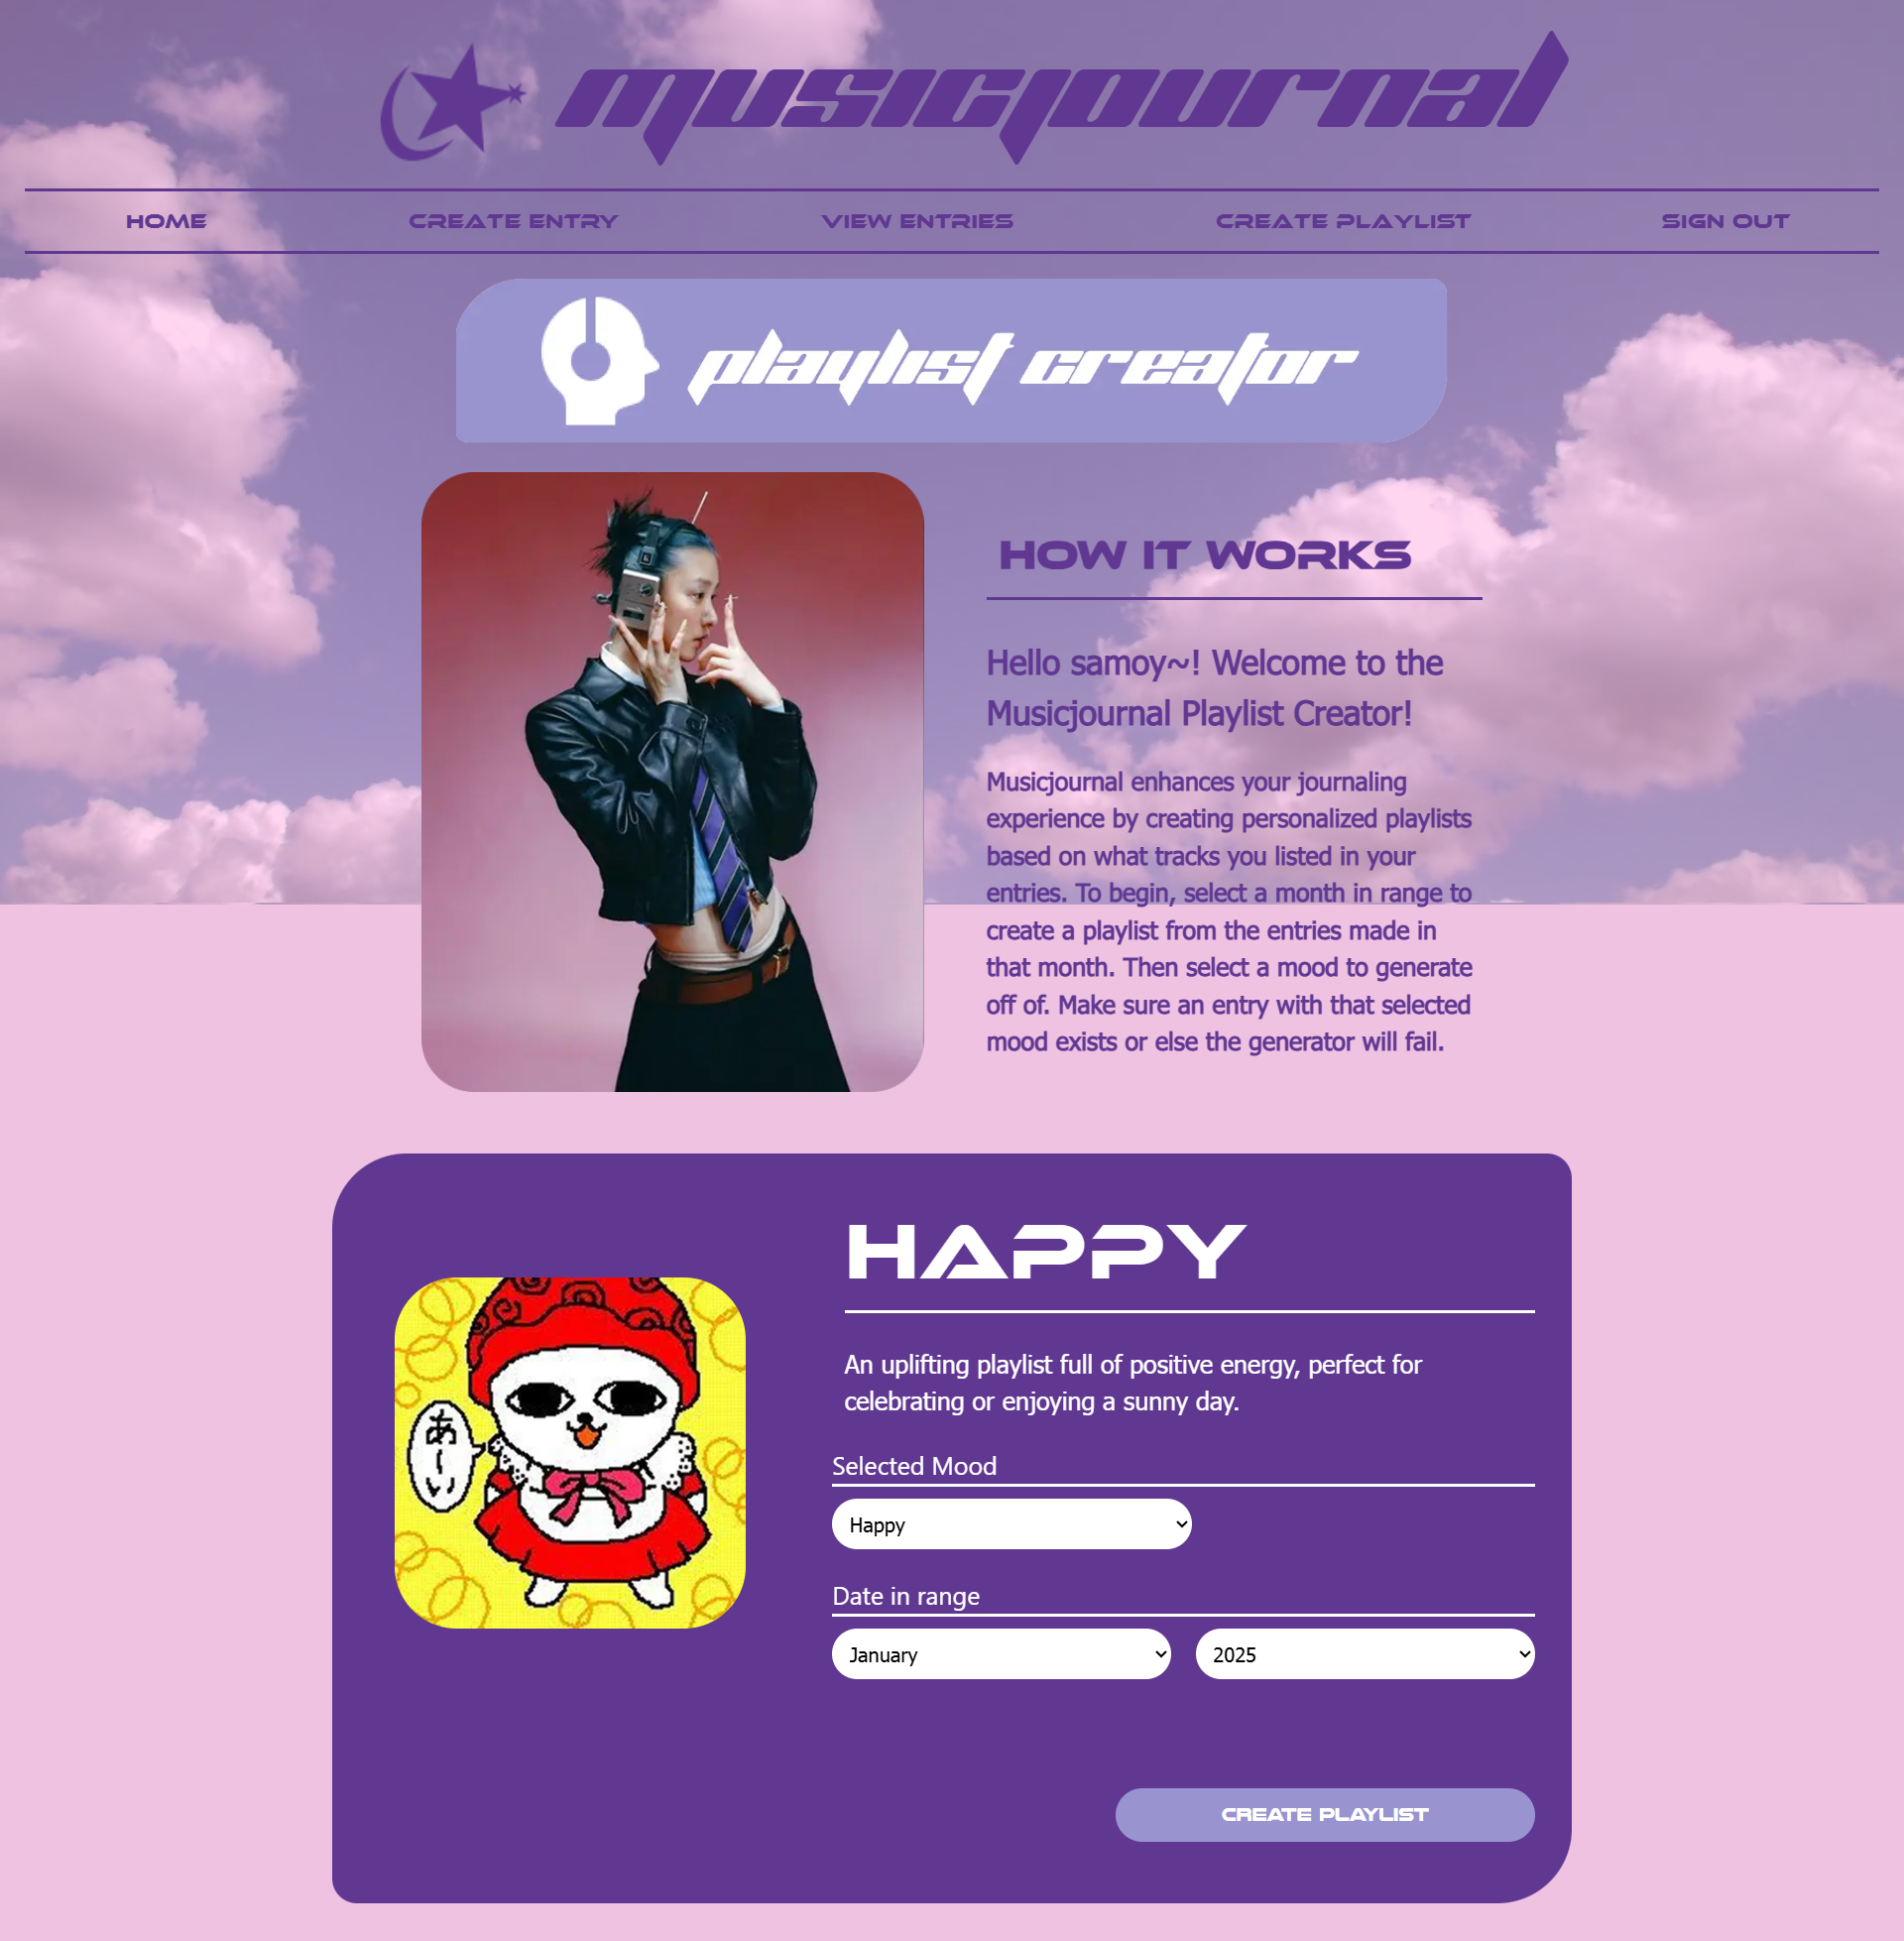 musicjournal
HOME CREATE ENTRY VIEW ENTRIES CREATE PLAYLIST SIGN OUT
playlist creator
HOW IT WORKS
Hello samoy~! Welcome to the
Musicjournal Playlist Creator!
Musicjournal enhances your journaling
experience by creating personalized playlists
based on what tracks you listed in your
entries. To begin, select a month in range to
create a playlist from the entries made in
that month. Then select a mood to generate
off of. Make sure an entry with that selected
mood exists or else the generator will fail.
HAPPY
An uplifting playlist full of positive energy, perfect for
celebrating or enjoying a sunny day.
あーい
Selected Mood
Happy
Date in range
January 2025
CREATE PLAYLIST